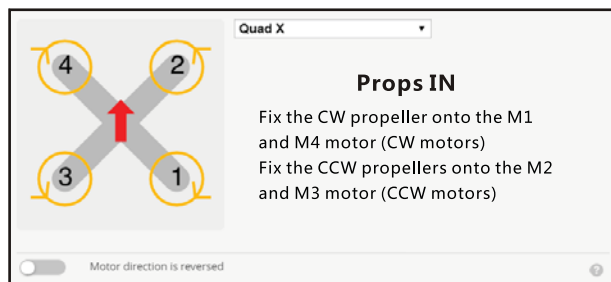 Quad X
4 2
3 1
Props IN
Fix the CW propeller onto the M1
and M4 motor (CW motors)
Fix the CCW propellers onto the M2
and M3 motor (CCW motors)
Motor direction is reversed
?